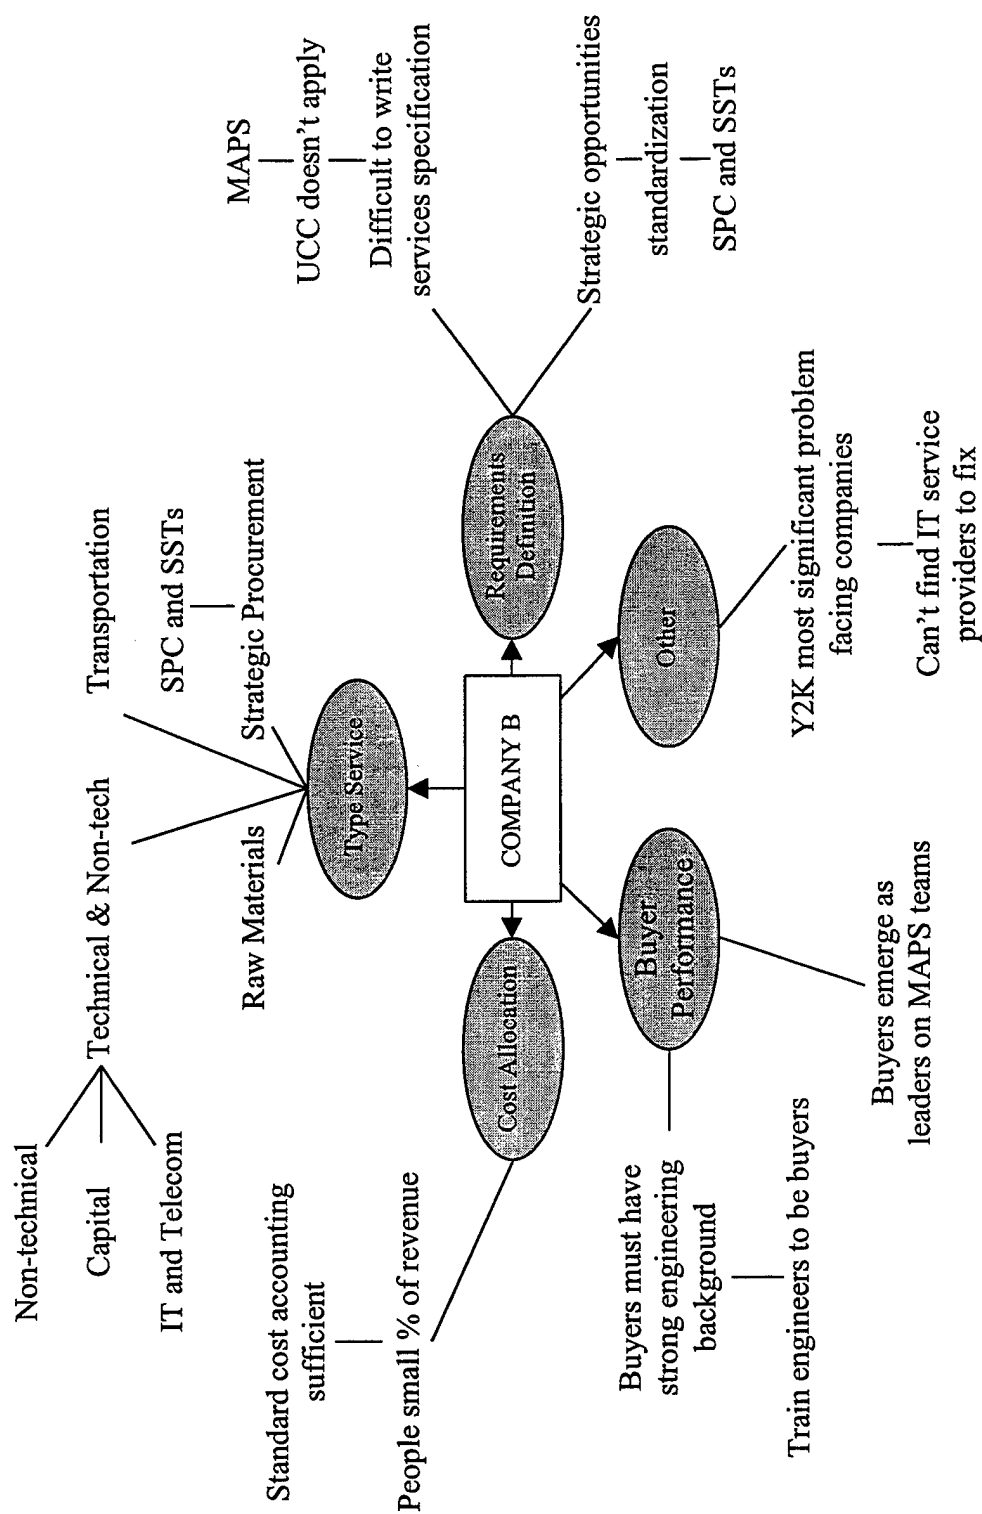 Non-technical
Capital
IT and Telecom
Technical & Non-tech
Transportation
Raw Materials
Strategic Procurement
SPC and SSTs
Type Service
MAPS
UCC doesn't apply
Difficult to write
services specification
Standard cost accounting
sufficient
People small % of revenue
Cost Allocation
COMPANY B
Requirements
Definition
Strategic opportunities
standardization
SPC and SSTs
Buyer
Performance
Other
Buyers must have
strong engineering
background
Train engineers to be buyers
Buyers emerge as
leaders on MAPS teams
Y2K most significant problem
facing companies
Can't find IT service
providers to fix